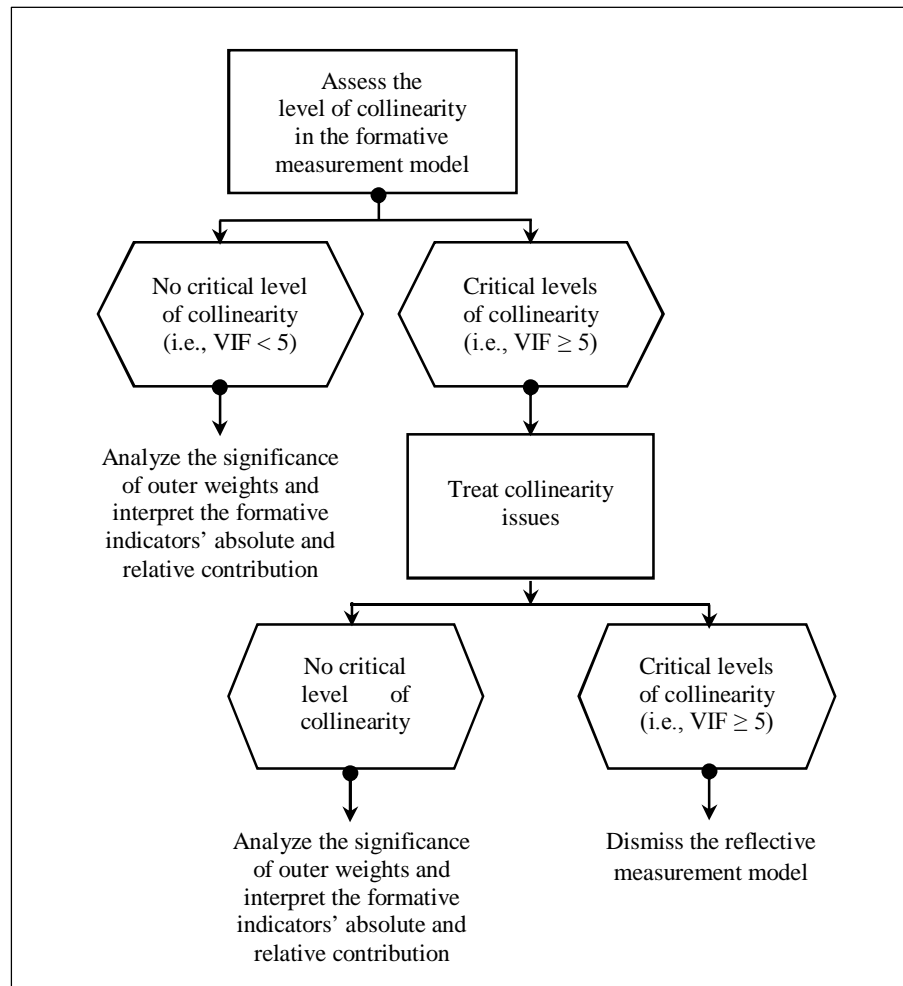 Assess the
level of collinearity
in the formative
measurement model
No critical level
of collinearity
(i.e., VIF < 5)
Critical levels
of collinearity
(i.e., VIF ≥ 5)
Analyze the significance
of outer weights and
interpret the formative
indicators’ absolute and
relative contribution
Treat collinearity
issues
No critical
level of
collinearity
Critical levels
of collinearity
(i.e., VIF ≥ 5)
Analyze the significance
of outer weights and
interpret the formative
indicators’ absolute and
relative contribution
Dismiss the reflective
measurement model